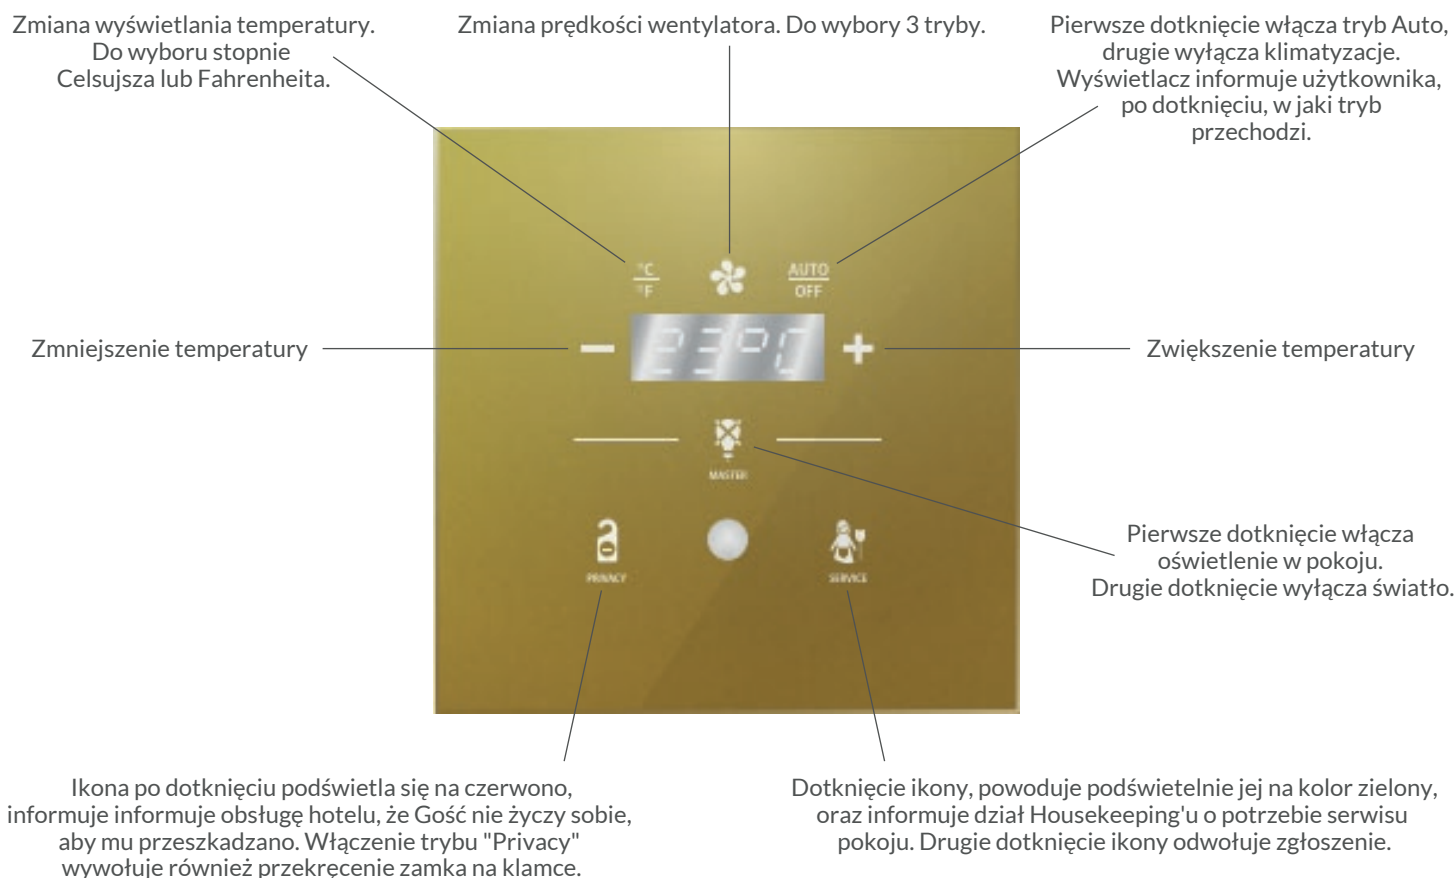 Zmiana wyświetlania temperatury.
Do wyboru stopnie
Celsujsza lub Fahrenheita.
Zmiana prędkości wentylatora. Do wybory 3 tryby.
Pierwsze dotknięcie włącza tryb Auto,
drugie wyłącza klimatyzacje.
Wyświetlacz informuje użytkownika,
po dotknięciu, w jaki tryb
przechodzi.
°C
°F
AUTO
OFF
Zmniejszenie temperatury
23°C
Zwiększenie temperatury
MASTER
Pierwsze dotknięcie włącza
oświetlenie w pokoju.
Drugie dotknięcie wyłącza światło.
PRIVACY
SERVICE
Ikona po dotknięciu podświetla się na czerwono,
informuje informuje obsługę hotelu, że Gość nie życzy sobie,
aby mu przeszkadzano. Włączenie trybu "Privacy"
wywołuje również przekręcenie zamka na klamce.
Dotknięcie ikony, powoduje podświetelnie jej na kolor zielony,
oraz informuje dział Housekeeping'u o potrzebie serwisu
pokoju. Drugie dotknięcie ikony odwołuje zgłoszenie.